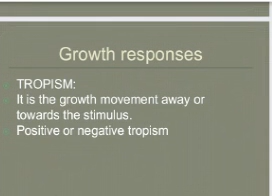 Growth responses
TROPISM:
It is the growth movement away or
towards the stimulus.
Positive or negative tropism